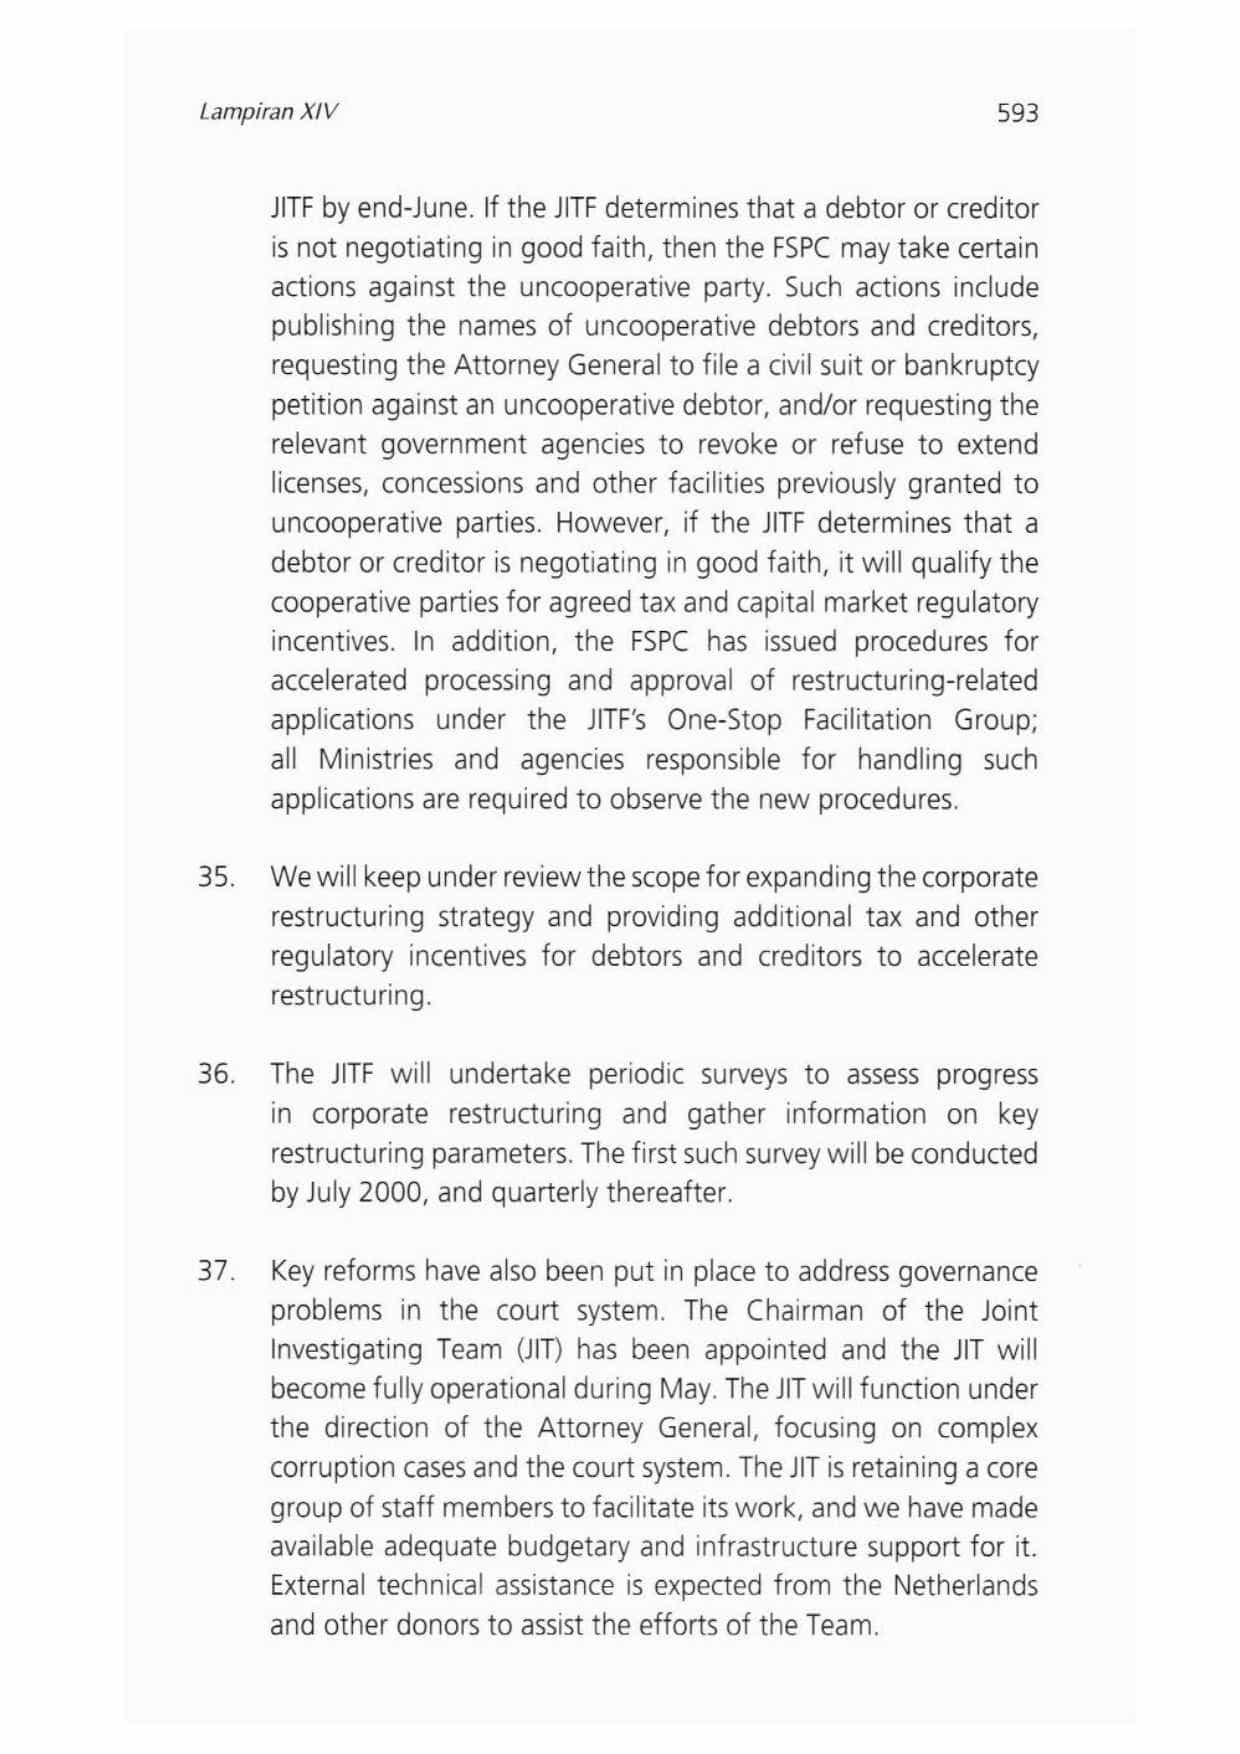 Lampiran XIV 593
JITF by end-June. If the JITF determines that a debtor or creditor
is not negotiating in good faith, then the FSPC may take certain
actions against the uncooperative party. Such actions include
publishing the names of uncooperative debtors and creditors,
requesting the Attorney General to file a civil suit or bankruptcy
petition against an uncooperative debtor, and/or requesting the
relevant government agencies to revoke or refuse to extend
licenses, concessions and other facilities previously granted to
uncooperative parties. However, if the JITF determines that a
debtor or creditor is negotiating in good faith, it will qualify the
cooperative parties for agreed tax and capital market regulatory
incentives. In addition, the FSPC has issued procedures for
accelerated processing and approval of restructuring-related
applications under the JITF's One-Stop Facilitation Group;
all Ministries and agencies responsible for handling such
applications are required to observe the new procedures.
35. We will keep under review the scope for expanding the corporate
restructuring strategy and providing additional tax and other
regulatory incentives for debtors and creditors to accelerate
restructuring.
36. The JITF will undertake periodic surveys to assess progress
in corporate restructuring and gather information on key
restructuring parameters. The first such survey will be conducted
by July 2000, and quarterly thereafter.
37. Key reforms have also been put in place to address governance
problems in the court system. The Chairman of the Joint
Investigating Team (JIT) has been appointed and the JIT will
become fully operational during May. The JIT will function under
the direction of the Attorney General, focusing on complex
corruption cases and the court system. The JIT is retaining a core
group of staff members to facilitate its work, and we have made
available adequate budgetary and infrastructure support for it.
External technical assistance is expected from the Netherlands
and other donors to assist the efforts of the Team.